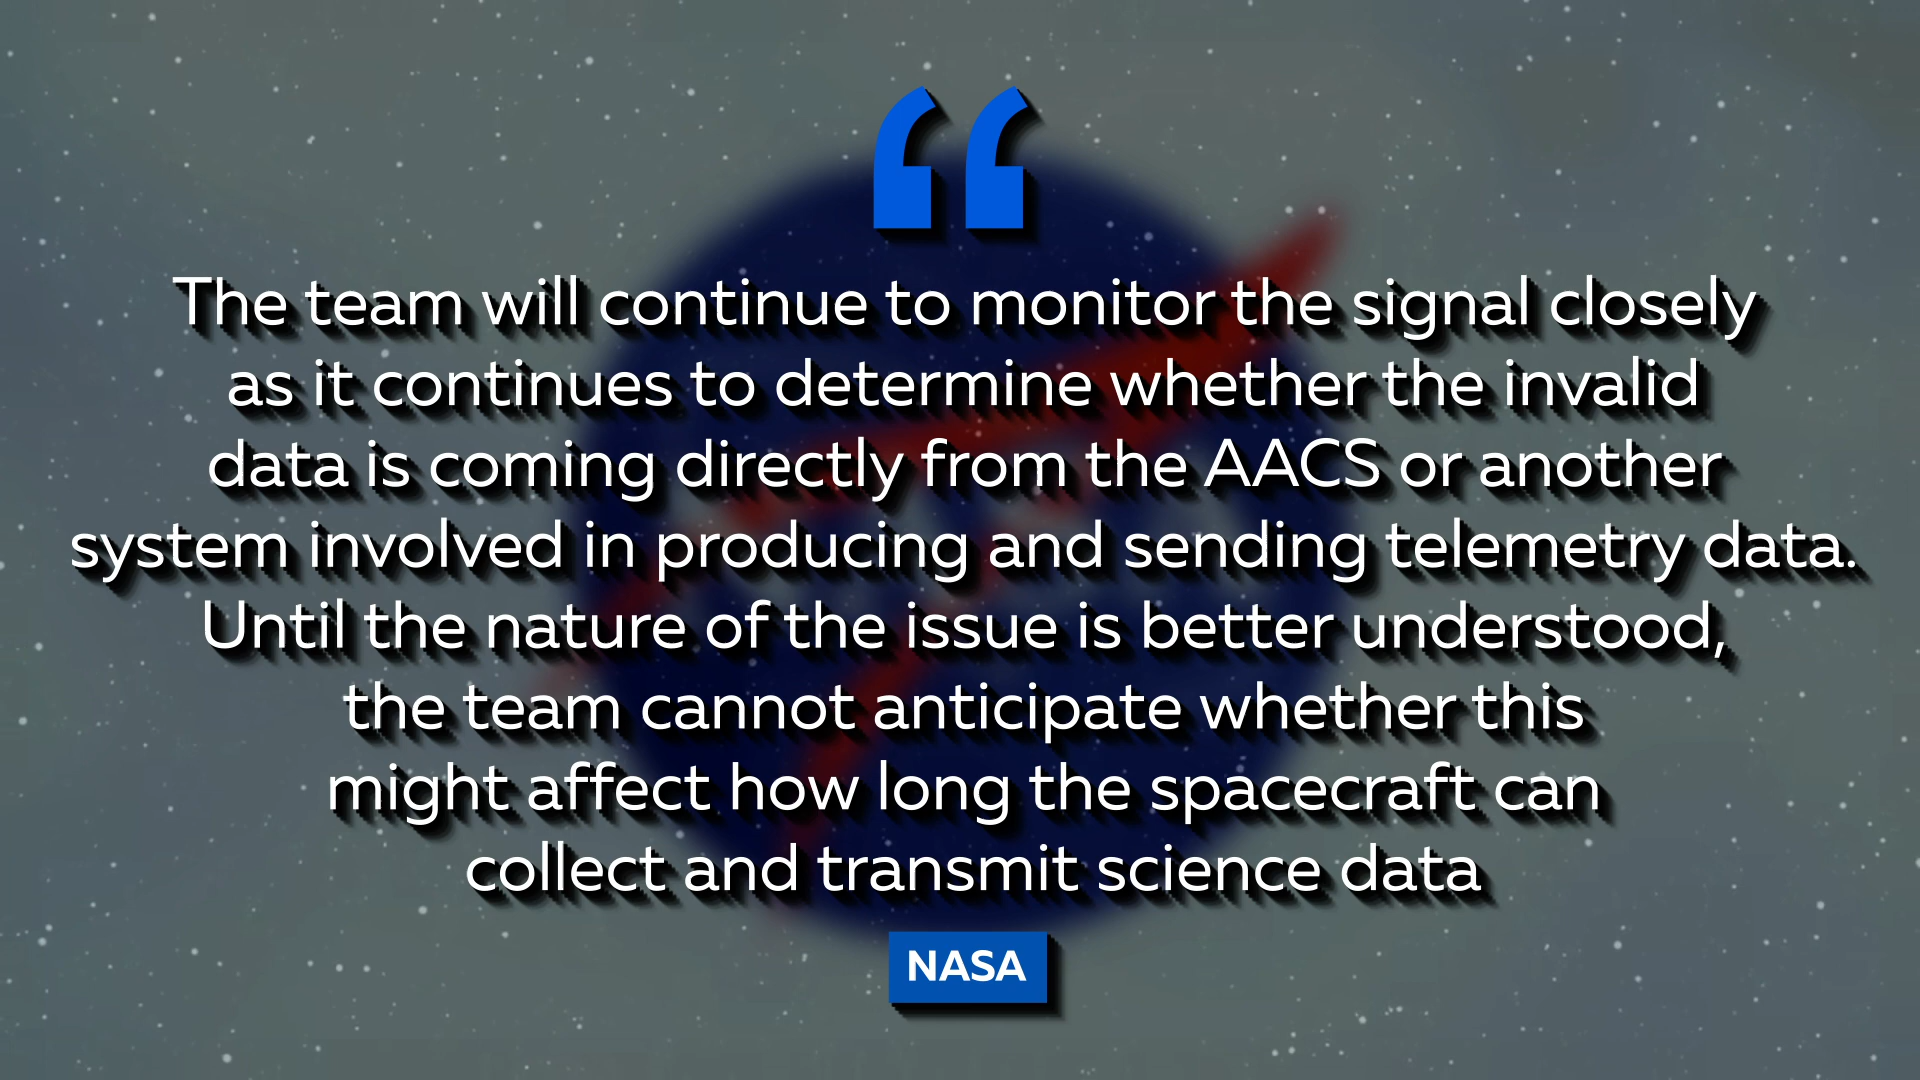 “
The team will continue to monitor the signal closely
as it continues to determine whether the invalid
data is coming directly from the AACS or another
system involved in producing and sending telemetry data.
Until the nature of the issue is better understood,
the team cannot anticipate whether this
might affect how long the spacecraft can
collect and transmit science data
NASA